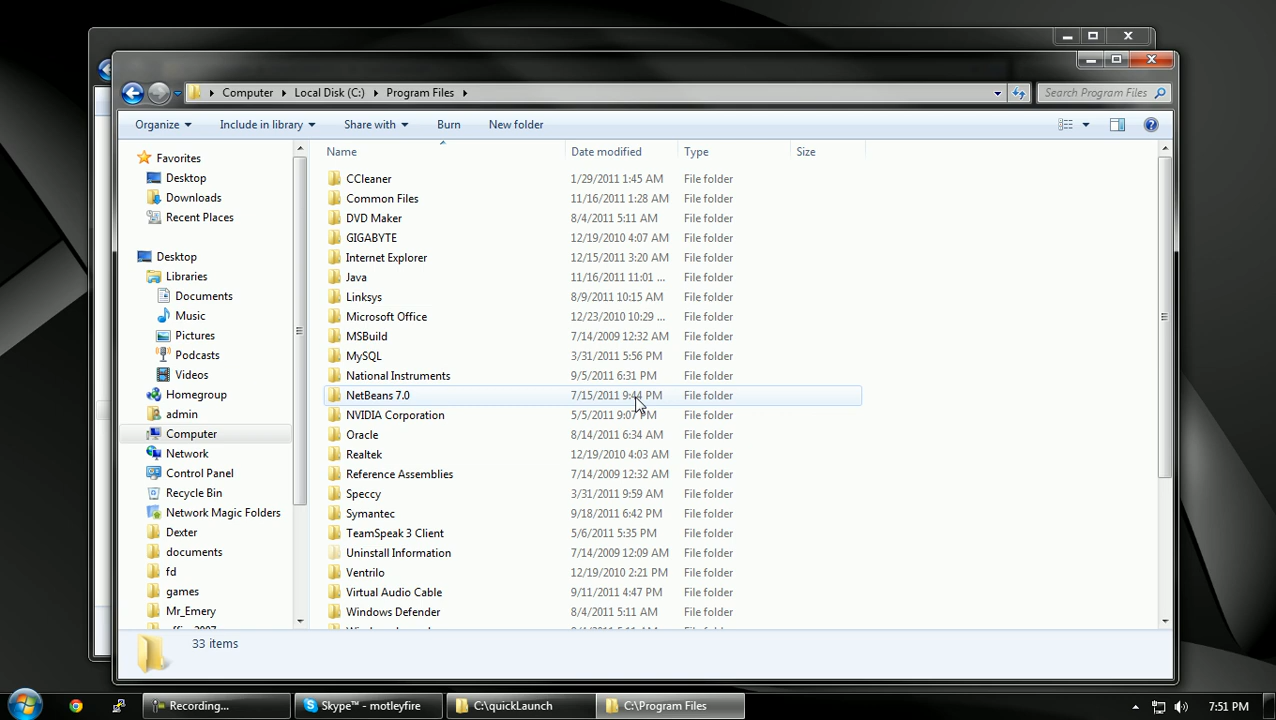 Computer Local Disk (C:) Program Files
Search Program Files
Organize Include in library Share with Burn New folder
Name Date modified Type Size
Favorites
Desktop
Downloads
Recent Places
Desktop
Libraries
Documents
Music
Pictures
Podcasts
Videos
Homegroup
admin
Computer
Network
Control Panel
Recycle Bin
Network Magic Folders
Dexter
documents
fd
games
Mr_Emery
CCleaner 1/29/2011 1:45 AM File folder
Common Files 11/16/2011 1:28 AM File folder
DVD Maker 8/4/2011 5:11 AM File folder
GIGABYTE 12/19/2010 4:07 AM File folder
Internet Explorer 12/15/2011 3:20 AM File folder
Java 11/16/2011 11:01 ... File folder
Linksys 8/9/2011 10:15 AM File folder
Microsoft Office 12/23/2010 10:29 ... File folder
MSBuild 7/14/2009 12:32 AM File folder
MySQL 3/31/2011 5:56 PM File folder
National Instruments 9/5/2011 6:31 PM File folder
NetBeans 7.0 7/15/2011 9:44 PM File folder
NVIDIA Corporation 5/5/2011 9:07 PM File folder
Oracle 8/14/2011 6:34 AM File folder
Realtek 12/19/2010 4:03 AM File folder
Reference Assemblies 7/14/2009 12:32 AM File folder
Speccy 3/31/2011 9:59 AM File folder
Symantec 9/18/2011 6:42 PM File folder
TeamSpeak 3 Client 5/6/2011 5:35 PM File folder
Uninstall Information 7/14/2009 12:09 AM File folder
Ventrilo 12/19/2010 2:21 PM File folder
Virtual Audio Cable 9/11/2011 4:47 PM File folder
Windows Defender 8/4/2011 5:11 AM File folder
33 items
Recording... Skype™ - motleyfire C:\quickLaunch C:\Program Files 7:51 PM